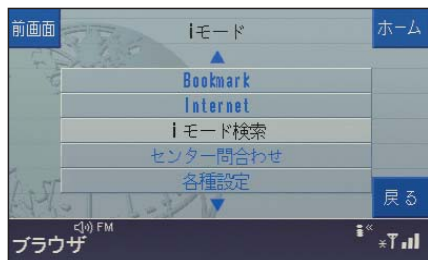 前画面
iモード
ホーム
Bookmark
Internet
iモード検索
センター問合わせ
各種設定
戻る
FM
ブラウザ